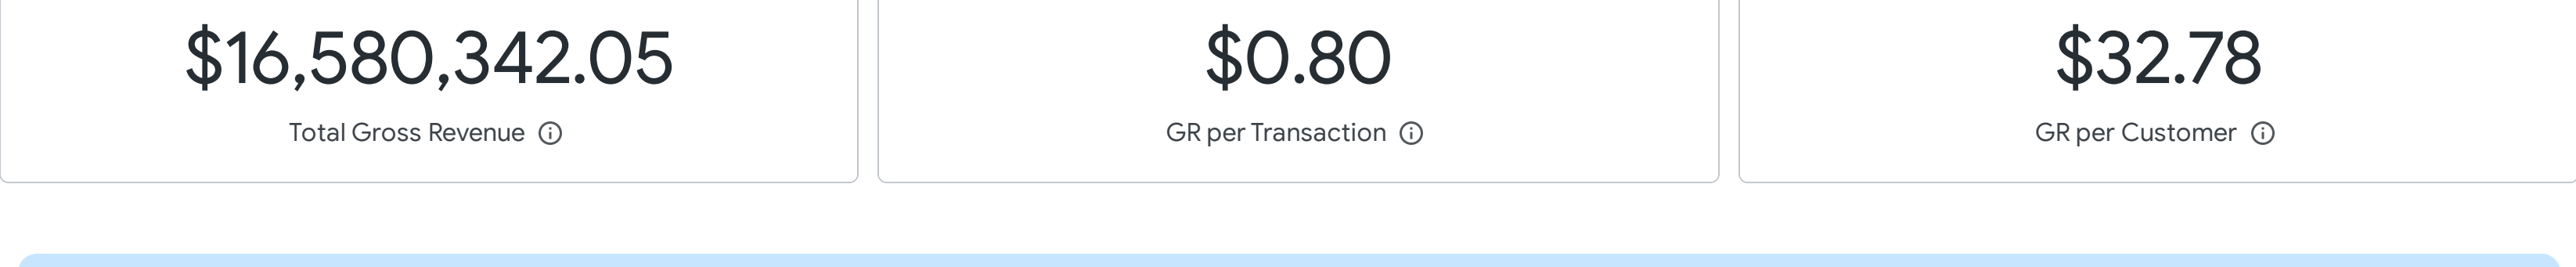 $16,580,342.05
Total Gross Revenue
$0.80
GR per Transaction
$32.78
GR per Customer